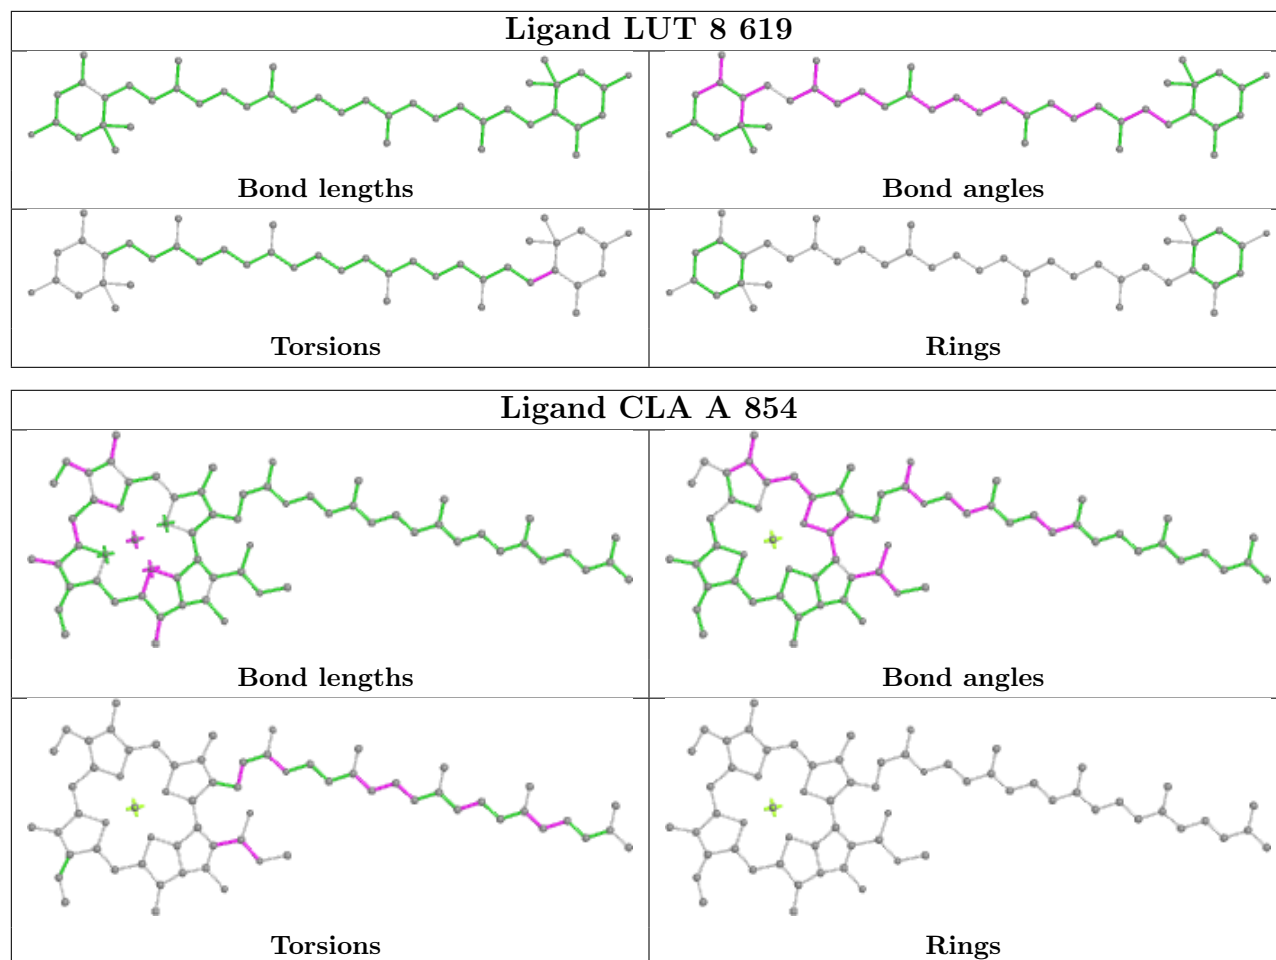 Ligand LUT 8 619
Bond lengths
Bond angles
Torsions
Rings
Ligand CLA A 854
Bond lengths
Bond angles
Torsions
Rings